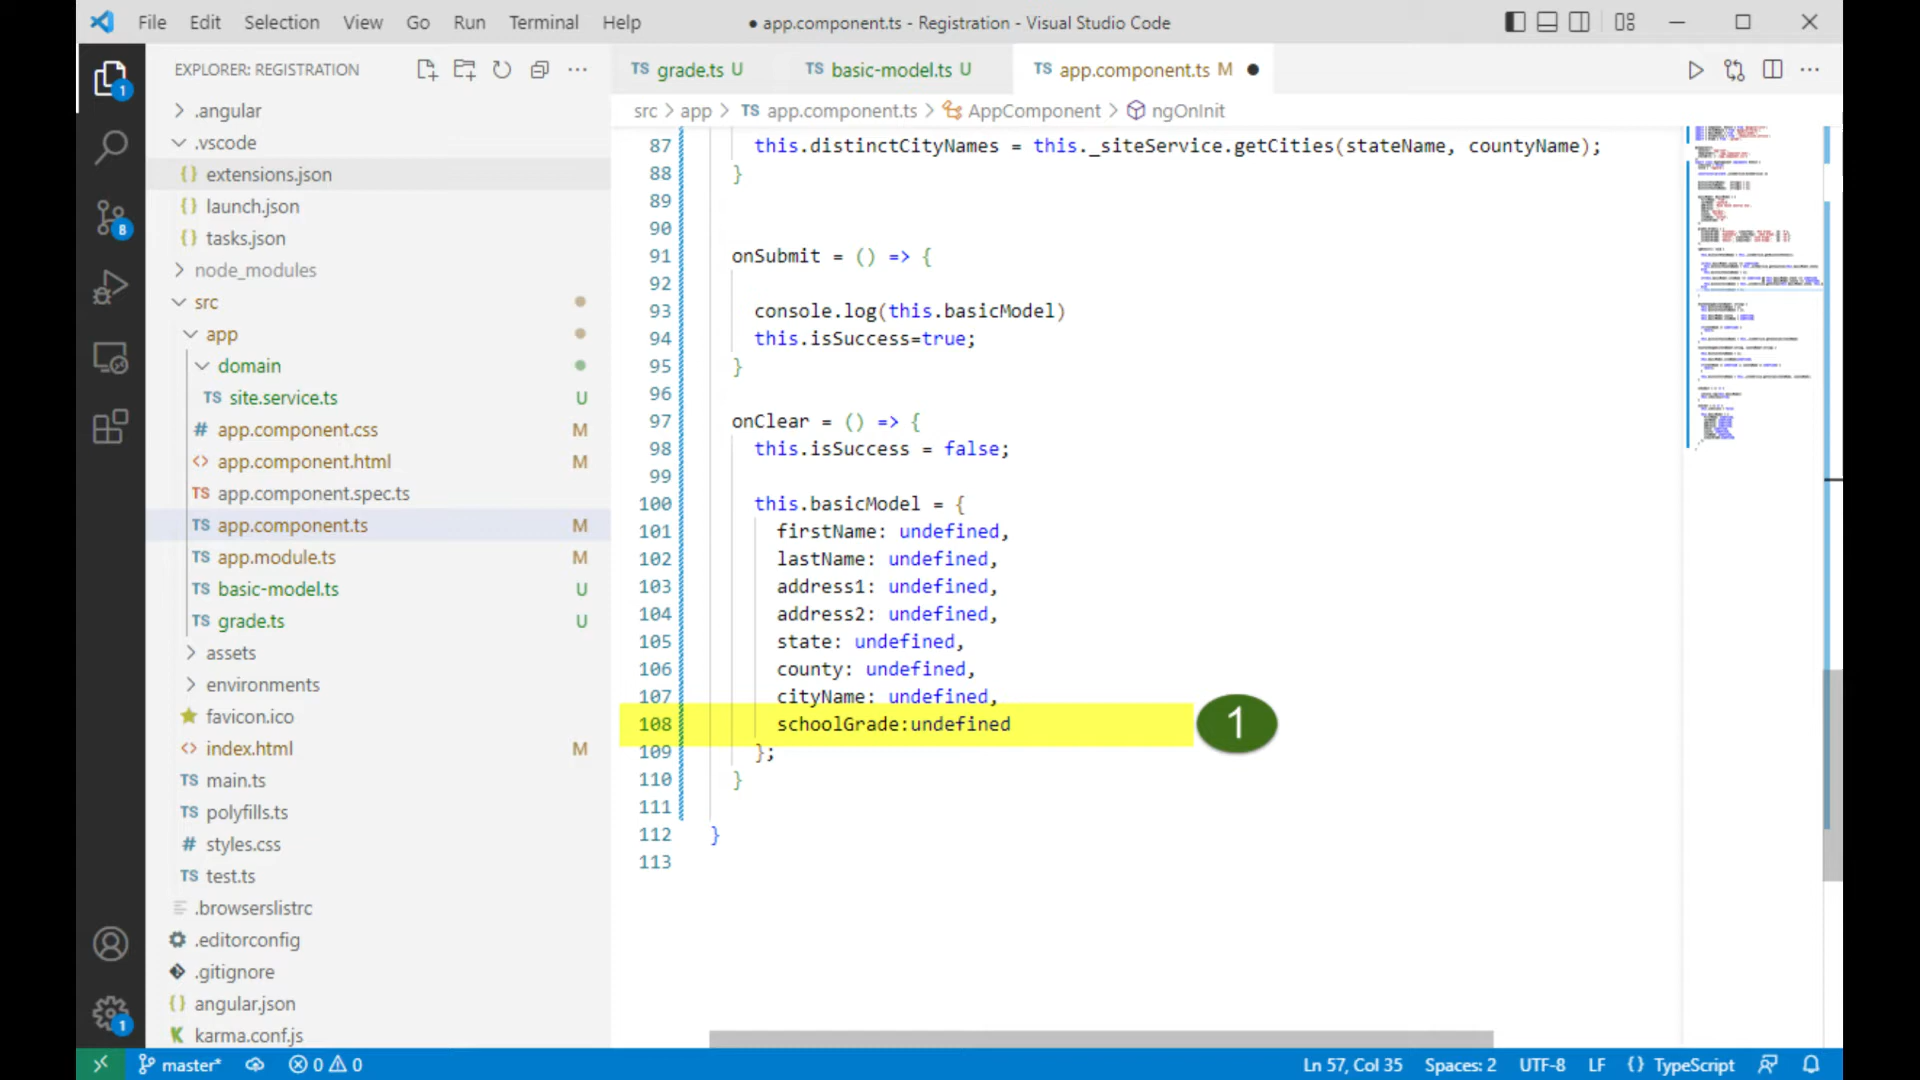 File Edit Selection View Go Run Terminal Help
● app.component.ts - Registration - Visual Studio Code
EXPLORER: REGISTRATION
.angular
.vscode
{} extensions.json
{} launch.json
{} tasks.json
node_modules
src
app
domain
TS site.service.ts U
# app.component.css M
<> app.component.html M
TS app.component.spec.ts
TS app.component.ts M
TS app.module.ts M
TS basic-model.ts U
TS grade.ts U
assets
environments
favicon.ico
<> index.html M
TS main.ts
TS polyfills.ts
# styles.css
TS test.ts
.browserslistrc
.editorconfig
.gitignore
{} angular.json
K karma.conf.js
1
8
1
TS grade.ts U TS basic-model.ts U TS app.component.ts M ●
src > app > TS app.component.ts > AppComponent > ngOnInit
87 this.distinctCityNames = this._siteService.getCities(stateName, countyName);
88 }
89
90
91 onSubmit = () => {
92
93 console.log(this.basicModel)
94 this.isSuccess=true;
95 }
96
97 onClear = () => {
98 this.isSuccess = false;
99
100 this.basicModel = {
101 firstName: undefined,
102 lastName: undefined,
103 address1: undefined,
104 address2: undefined,
105 state: undefined,
106 county: undefined,
107 cityName: undefined,
108 schoolGrade:undefined
1
109 };
110 }
111
112 }
113
master* 0 0 Ln 57, Col 35 Spaces: 2 UTF-8 LF {} TypeScript